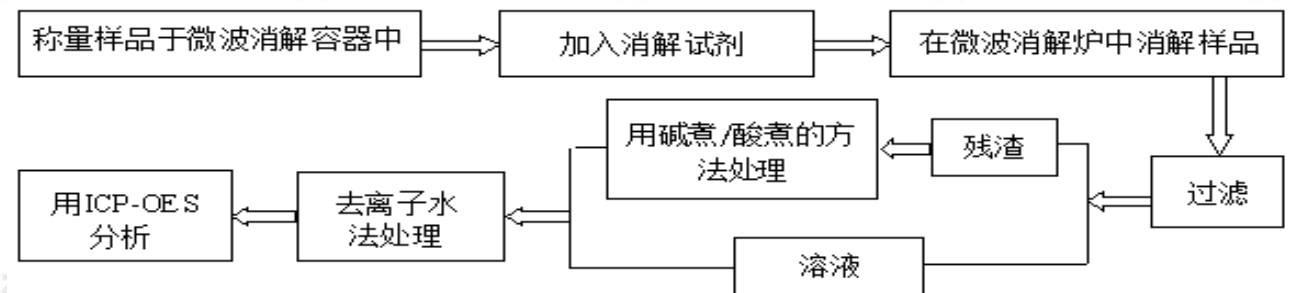 称量样品于微波消解容器中
加入消解试剂
在微波消解炉中消解样品
过滤
残渣
用碱煮/酸煮的方
法处理
溶液
去离子水
法处理
用ICP-OES
分析